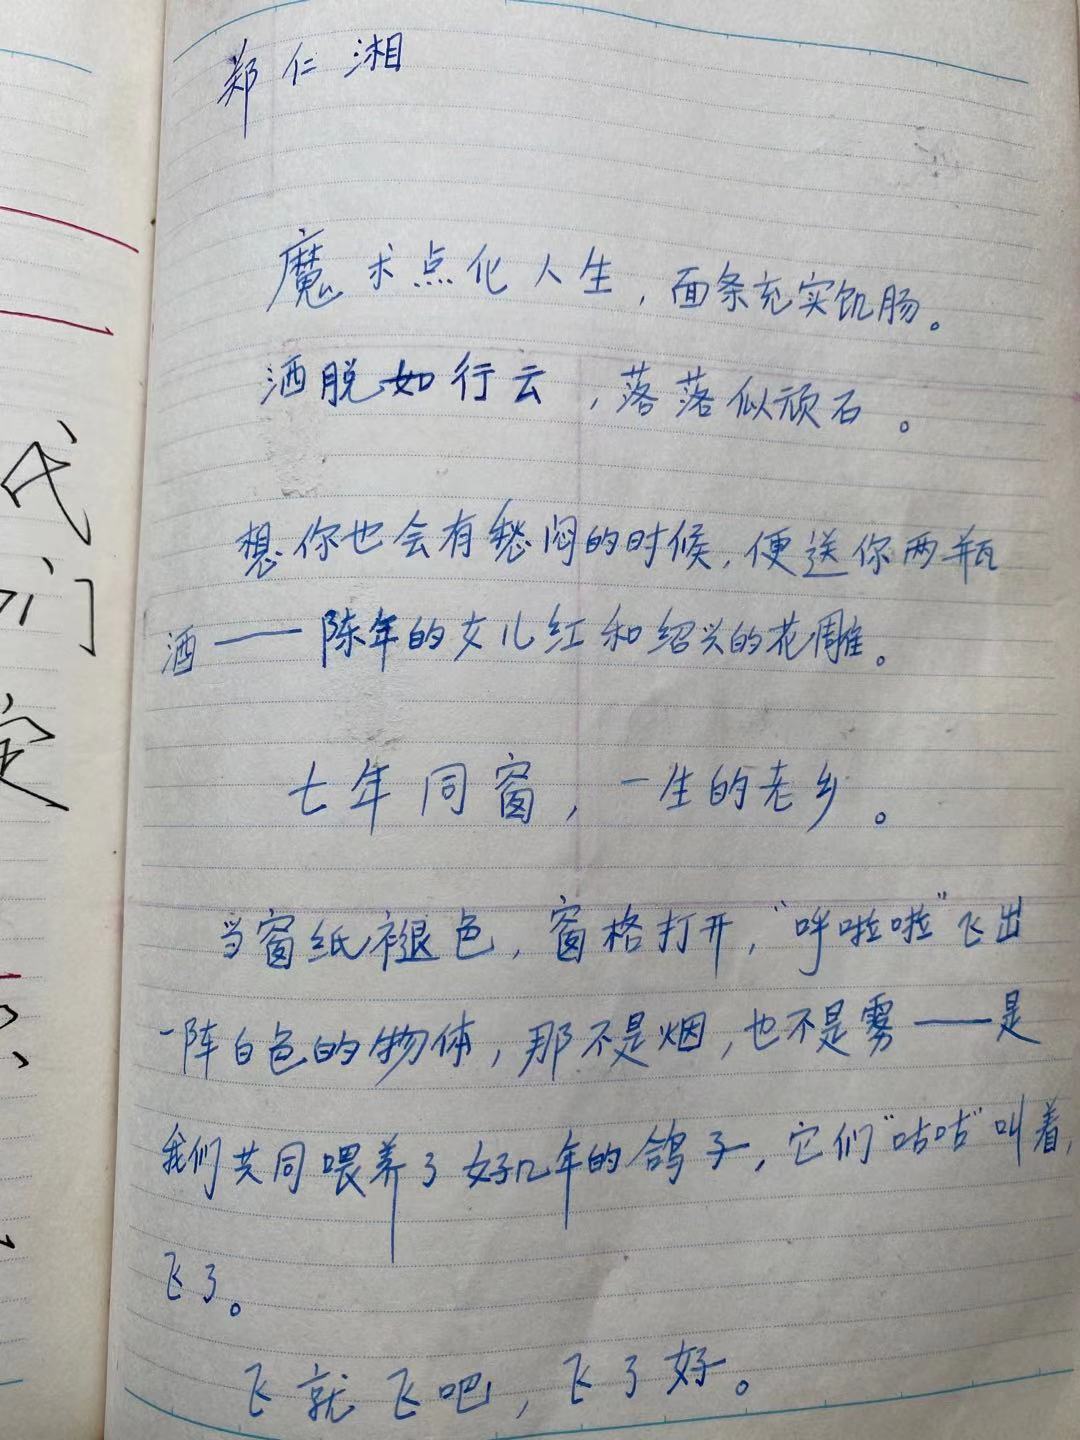 郑仁湘
魔术点化人生，面条充实饥肠。
洒脱如行云，落落似顽石。
想你也会有愁闷的时候，便送你两瓶
酒——陈年的女儿红和绍兴的花雕。
七年同窗，一生的老乡。
当窗纸褪色，窗格打开，“呼啦啦”飞出
一阵白色的物体，那不是烟，也不是雾——是
我们共同喂养了好几年的鸽子，它们“咕咕”叫着，
飞了。
飞就飞吧，飞了好。